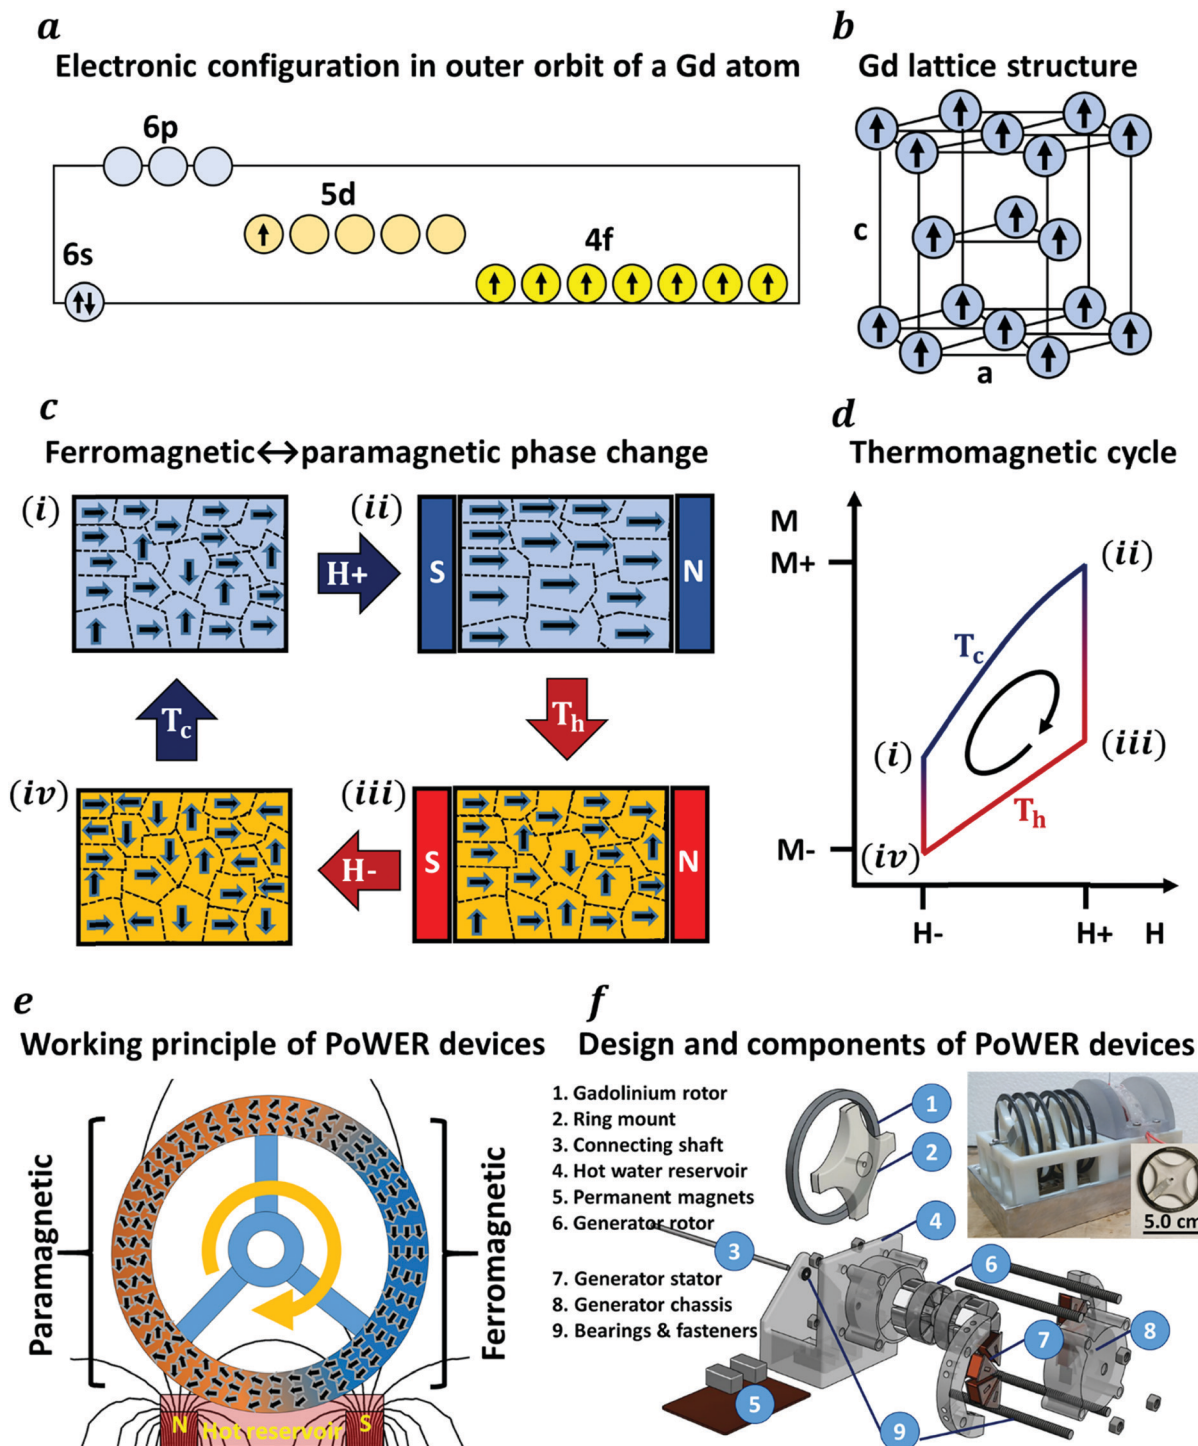 a
Electronic configuration in outer orbit of a Gd atom
6p
5d
6s
4f
b
Gd lattice structure
c
a
c
Ferromagnetic↔paramagnetic phase change
(i)
H+
(ii)
S
N
T_c
T_h
(iv)
H-
(iii)
S
N
d
Thermomagnetic cycle
M
M+
(ii)
T_c
(i)
(iii)
T_h
M-
(iv)
H-
H+
H
e
Working principle of PoWER devices
Paramagnetic
Ferromagnetic
N
Hot reservoir
S
f
Design and components of PoWER devices
1. Gadolinium rotor
2. Ring mount
3. Connecting shaft
4. Hot water reservoir
5. Permanent magnets
6. Generator rotor
7. Generator stator
8. Generator chassis
9. Bearings & fasteners
1
2
3
4
5
6
7
8
9
5.0 cm